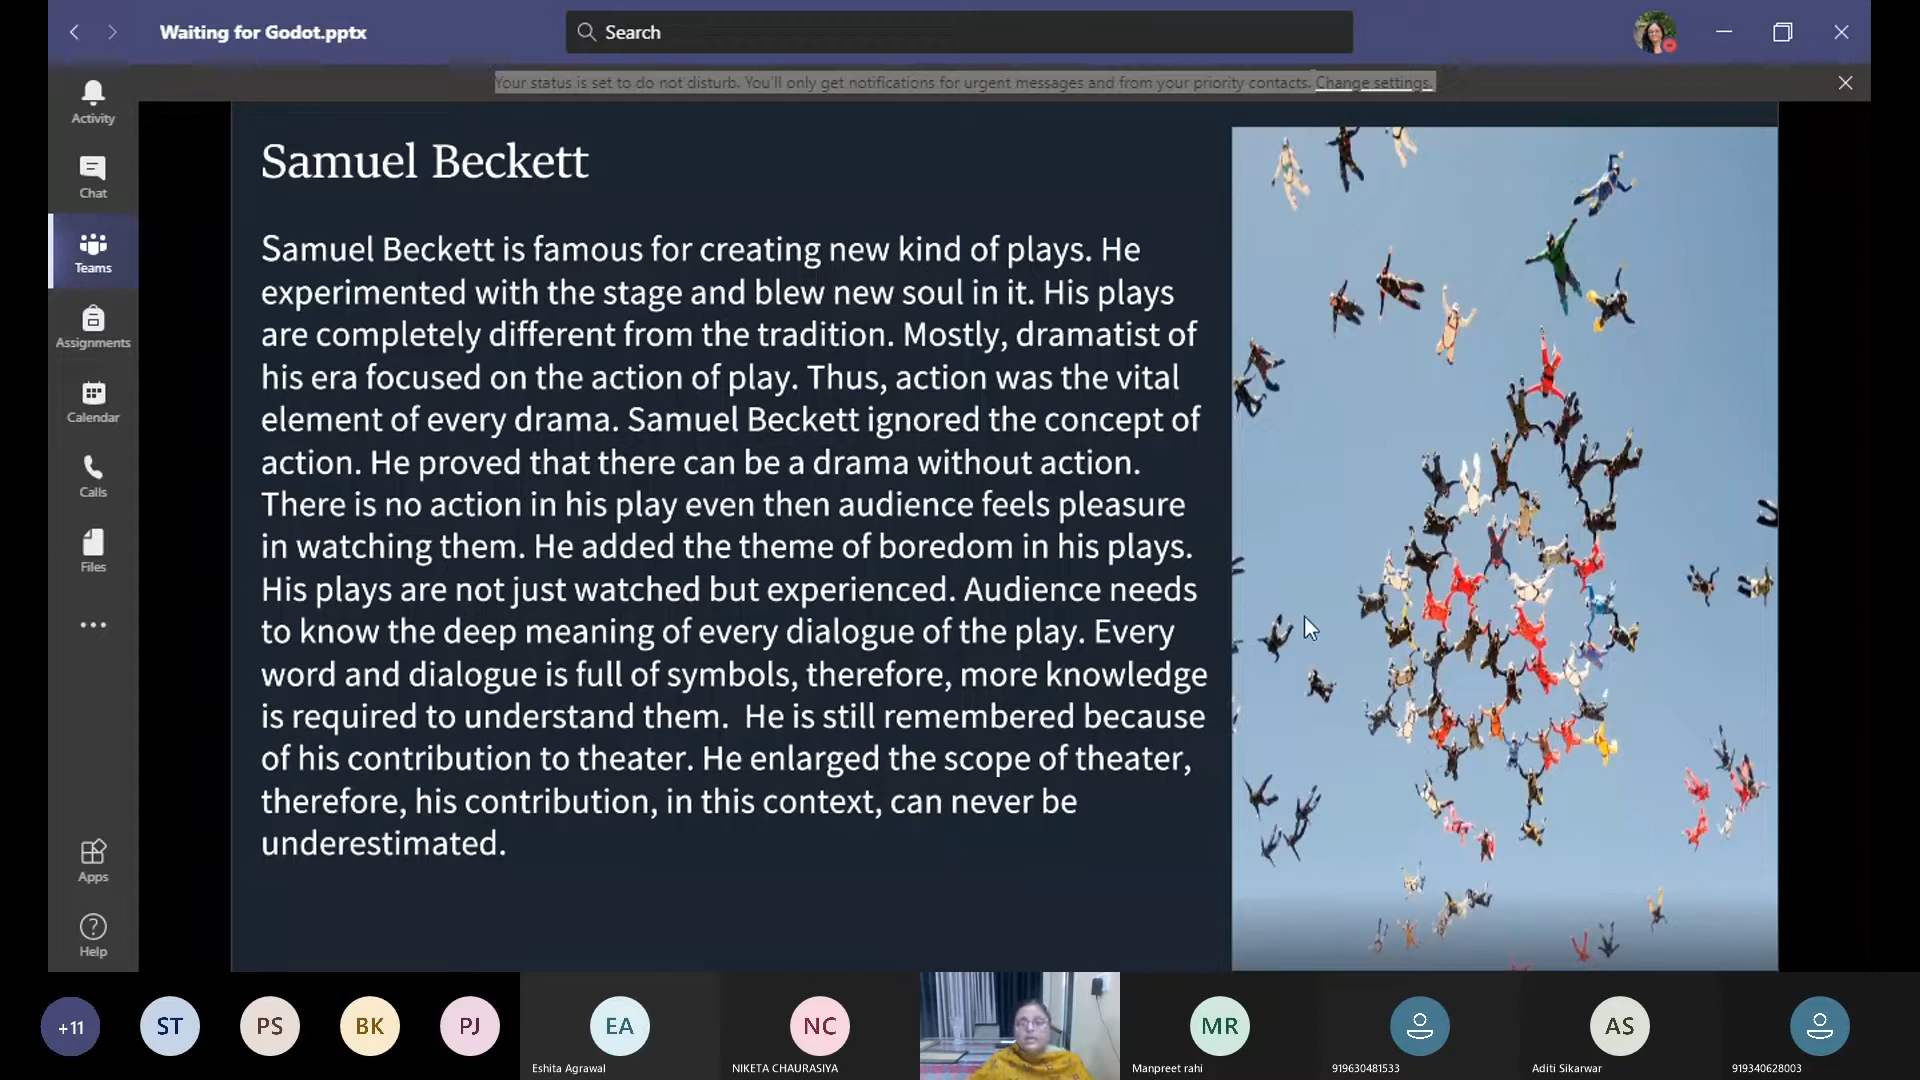 Waiting for Godot.pptx
Search
Your status is set to do not disturb. You'll only get notifications for urgent messages and from your priority contacts. Change settings.
Activity
Chat
Teams
Assignments
Calendar
Calls
Files
Apps
Help
Samuel Beckett
Samuel Beckett is famous for creating new kind of plays. He
experimented with the stage and blew new soul in it. His plays
are completely different from the tradition. Mostly, dramatist of
his era focused on the action of play. Thus, action was the vital
element of every drama. Samuel Beckett ignored the concept of
action. He proved that there can be a drama without action.
There is no action in his play even then audience feels pleasure
in watching them. He added the theme of boredom in his plays.
His plays are not just watched but experienced. Audience needs
to know the deep meaning of every dialogue of the play. Every
word and dialogue is full of symbols, therefore, more knowledge
is required to understand them.  He is still remembered because
of his contribution to theater. He enlarged the scope of theater,
therefore, his contribution, in this context, can never be
underestimated.
+11
ST
PS
BK
PJ
EA
NC
MR
AS
Eshita Agrawal
NIKETA CHAURASIYA
Manpreet rahi
919630481533
Aditi Sikarwar
919340628003